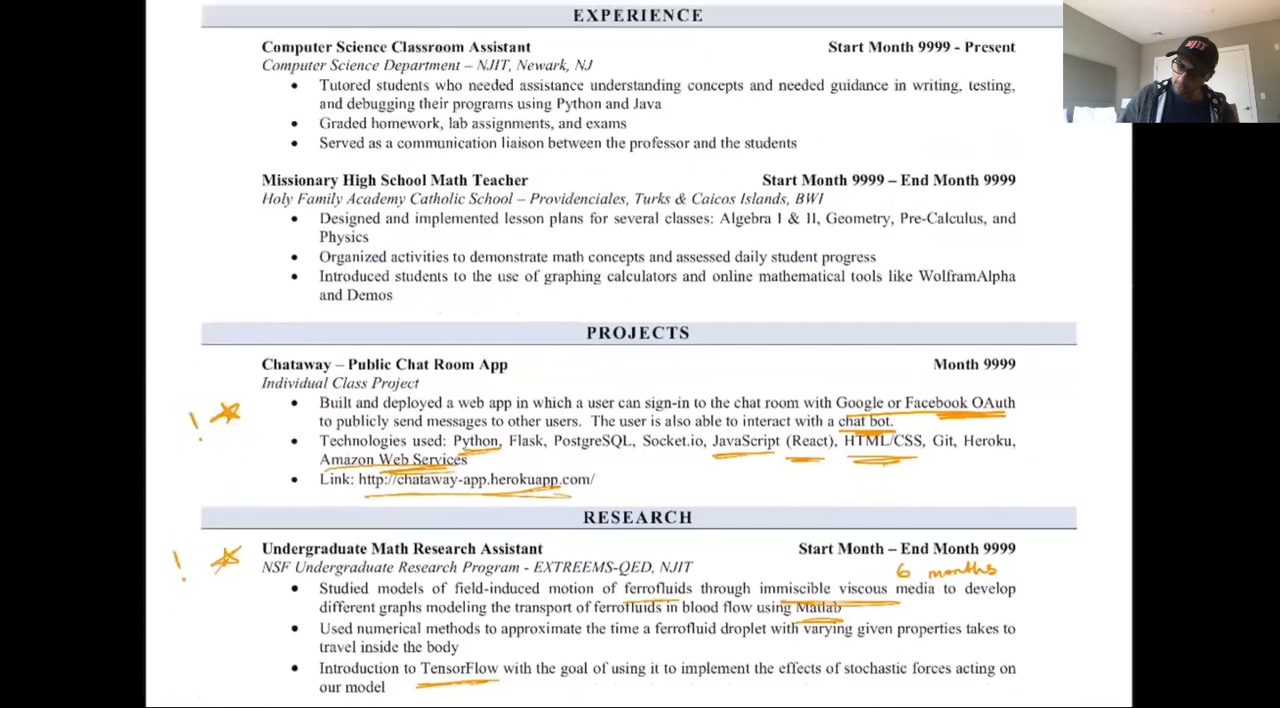 EXPERIENCE
Computer Science Classroom Assistant Start Month 9999 - Present
Computer Science Department – NJIT, Newark, NJ
• Tutored students who needed assistance understanding concepts and needed guidance in writing, testing,
and debugging their programs using Python and Java
• Graded homework, lab assignments, and exams
• Served as a communication liaison between the professor and the students
Missionary High School Math Teacher Start Month 9999 – End Month 9999
Holy Family Academy Catholic School – Providenciales, Turks & Caicos Islands, BWI
• Designed and implemented lesson plans for several classes: Algebra I & II, Geometry, Pre-Calculus, and
Physics
• Organized activities to demonstrate math concepts and assessed daily student progress
• Introduced students to the use of graphing calculators and online mathematical tools like WolframAlpha
and Demos
PROJECTS
Chataway – Public Chat Room App Month 9999
Individual Class Project
• Built and deployed a web app in which a user can sign-in to the chat room with Google or Facebook OAuth
to publicly send messages to other users. The user is also able to interact with a chat bot.
• Technologies used: Python, Flask, PostgreSQL, Socket.io, JavaScript (React), HTML/CSS, Git, Heroku,
Amazon Web Services
• Link: http://chataway-app.herokuapp.com/
RESEARCH
Undergraduate Math Research Assistant Start Month – End Month 9999
NSF Undergraduate Research Program - EXTREEMS-QED, NJIT 6 months
• Studied models of field-induced motion of ferrofluids through immiscible viscous media to develop
different graphs modeling the transport of ferrofluids in blood flow using Matlab
• Used numerical methods to approximate the time a ferrofluid droplet with varying given properties takes to
travel inside the body
• Introduction to TensorFlow with the goal of using it to implement the effects of stochastic forces acting on
our model
NJIT